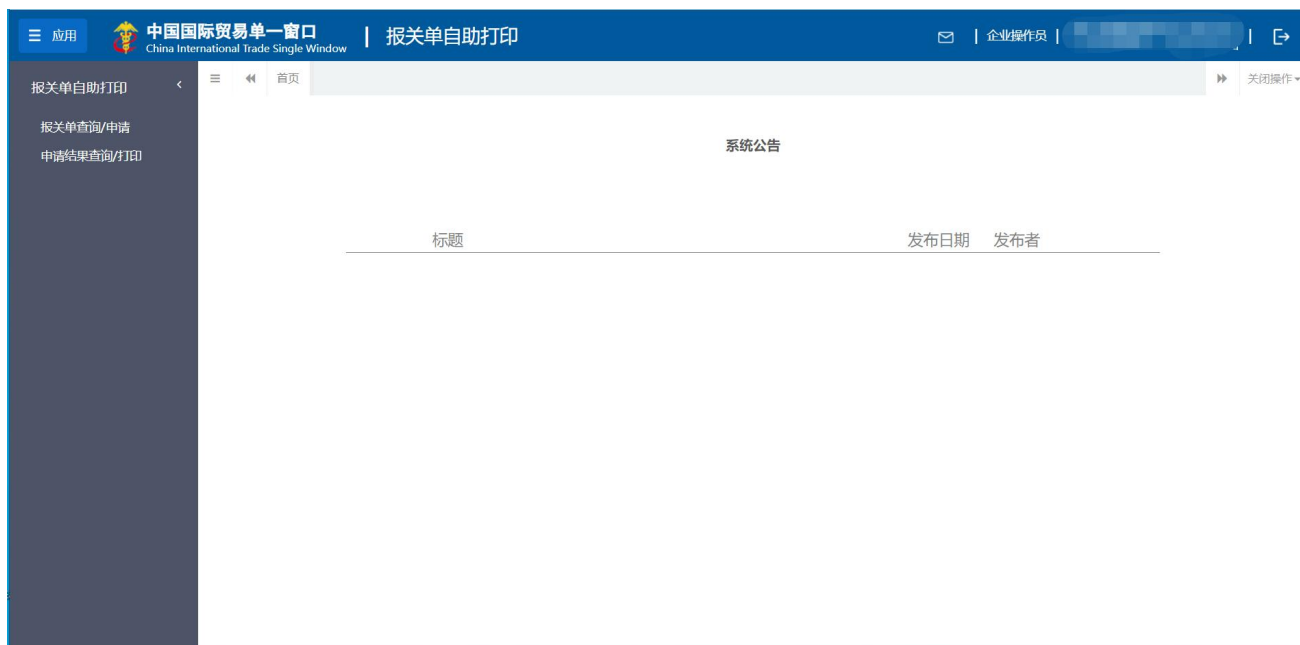 应用
中国国际贸易单一窗口
China International Trade Single Window
报关单自助打印
企业操作员
报关单自助打印
首页
关闭操作
报关单查询/申请
申请结果查询/打印
系统公告
标题 发布日期 发布者